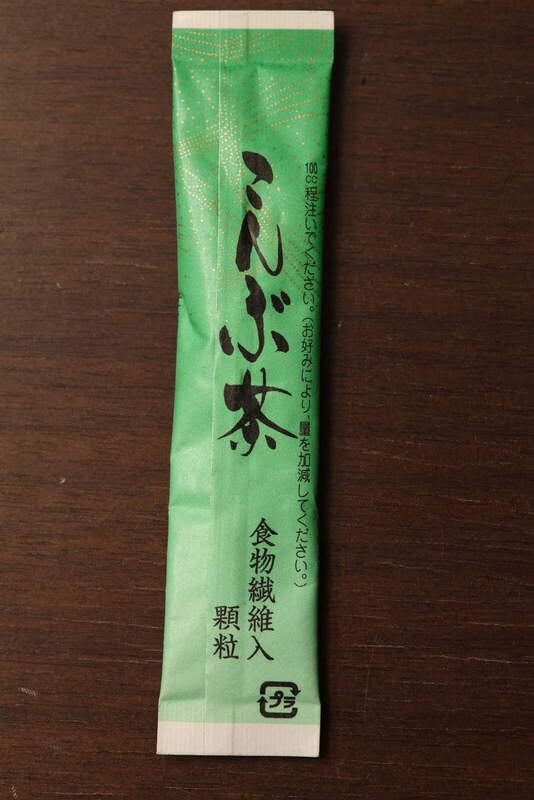 100cc程注いでください。(お好みにより、量を加減してください。)
こんぶ茶
食物繊維入
顆粒
プラ